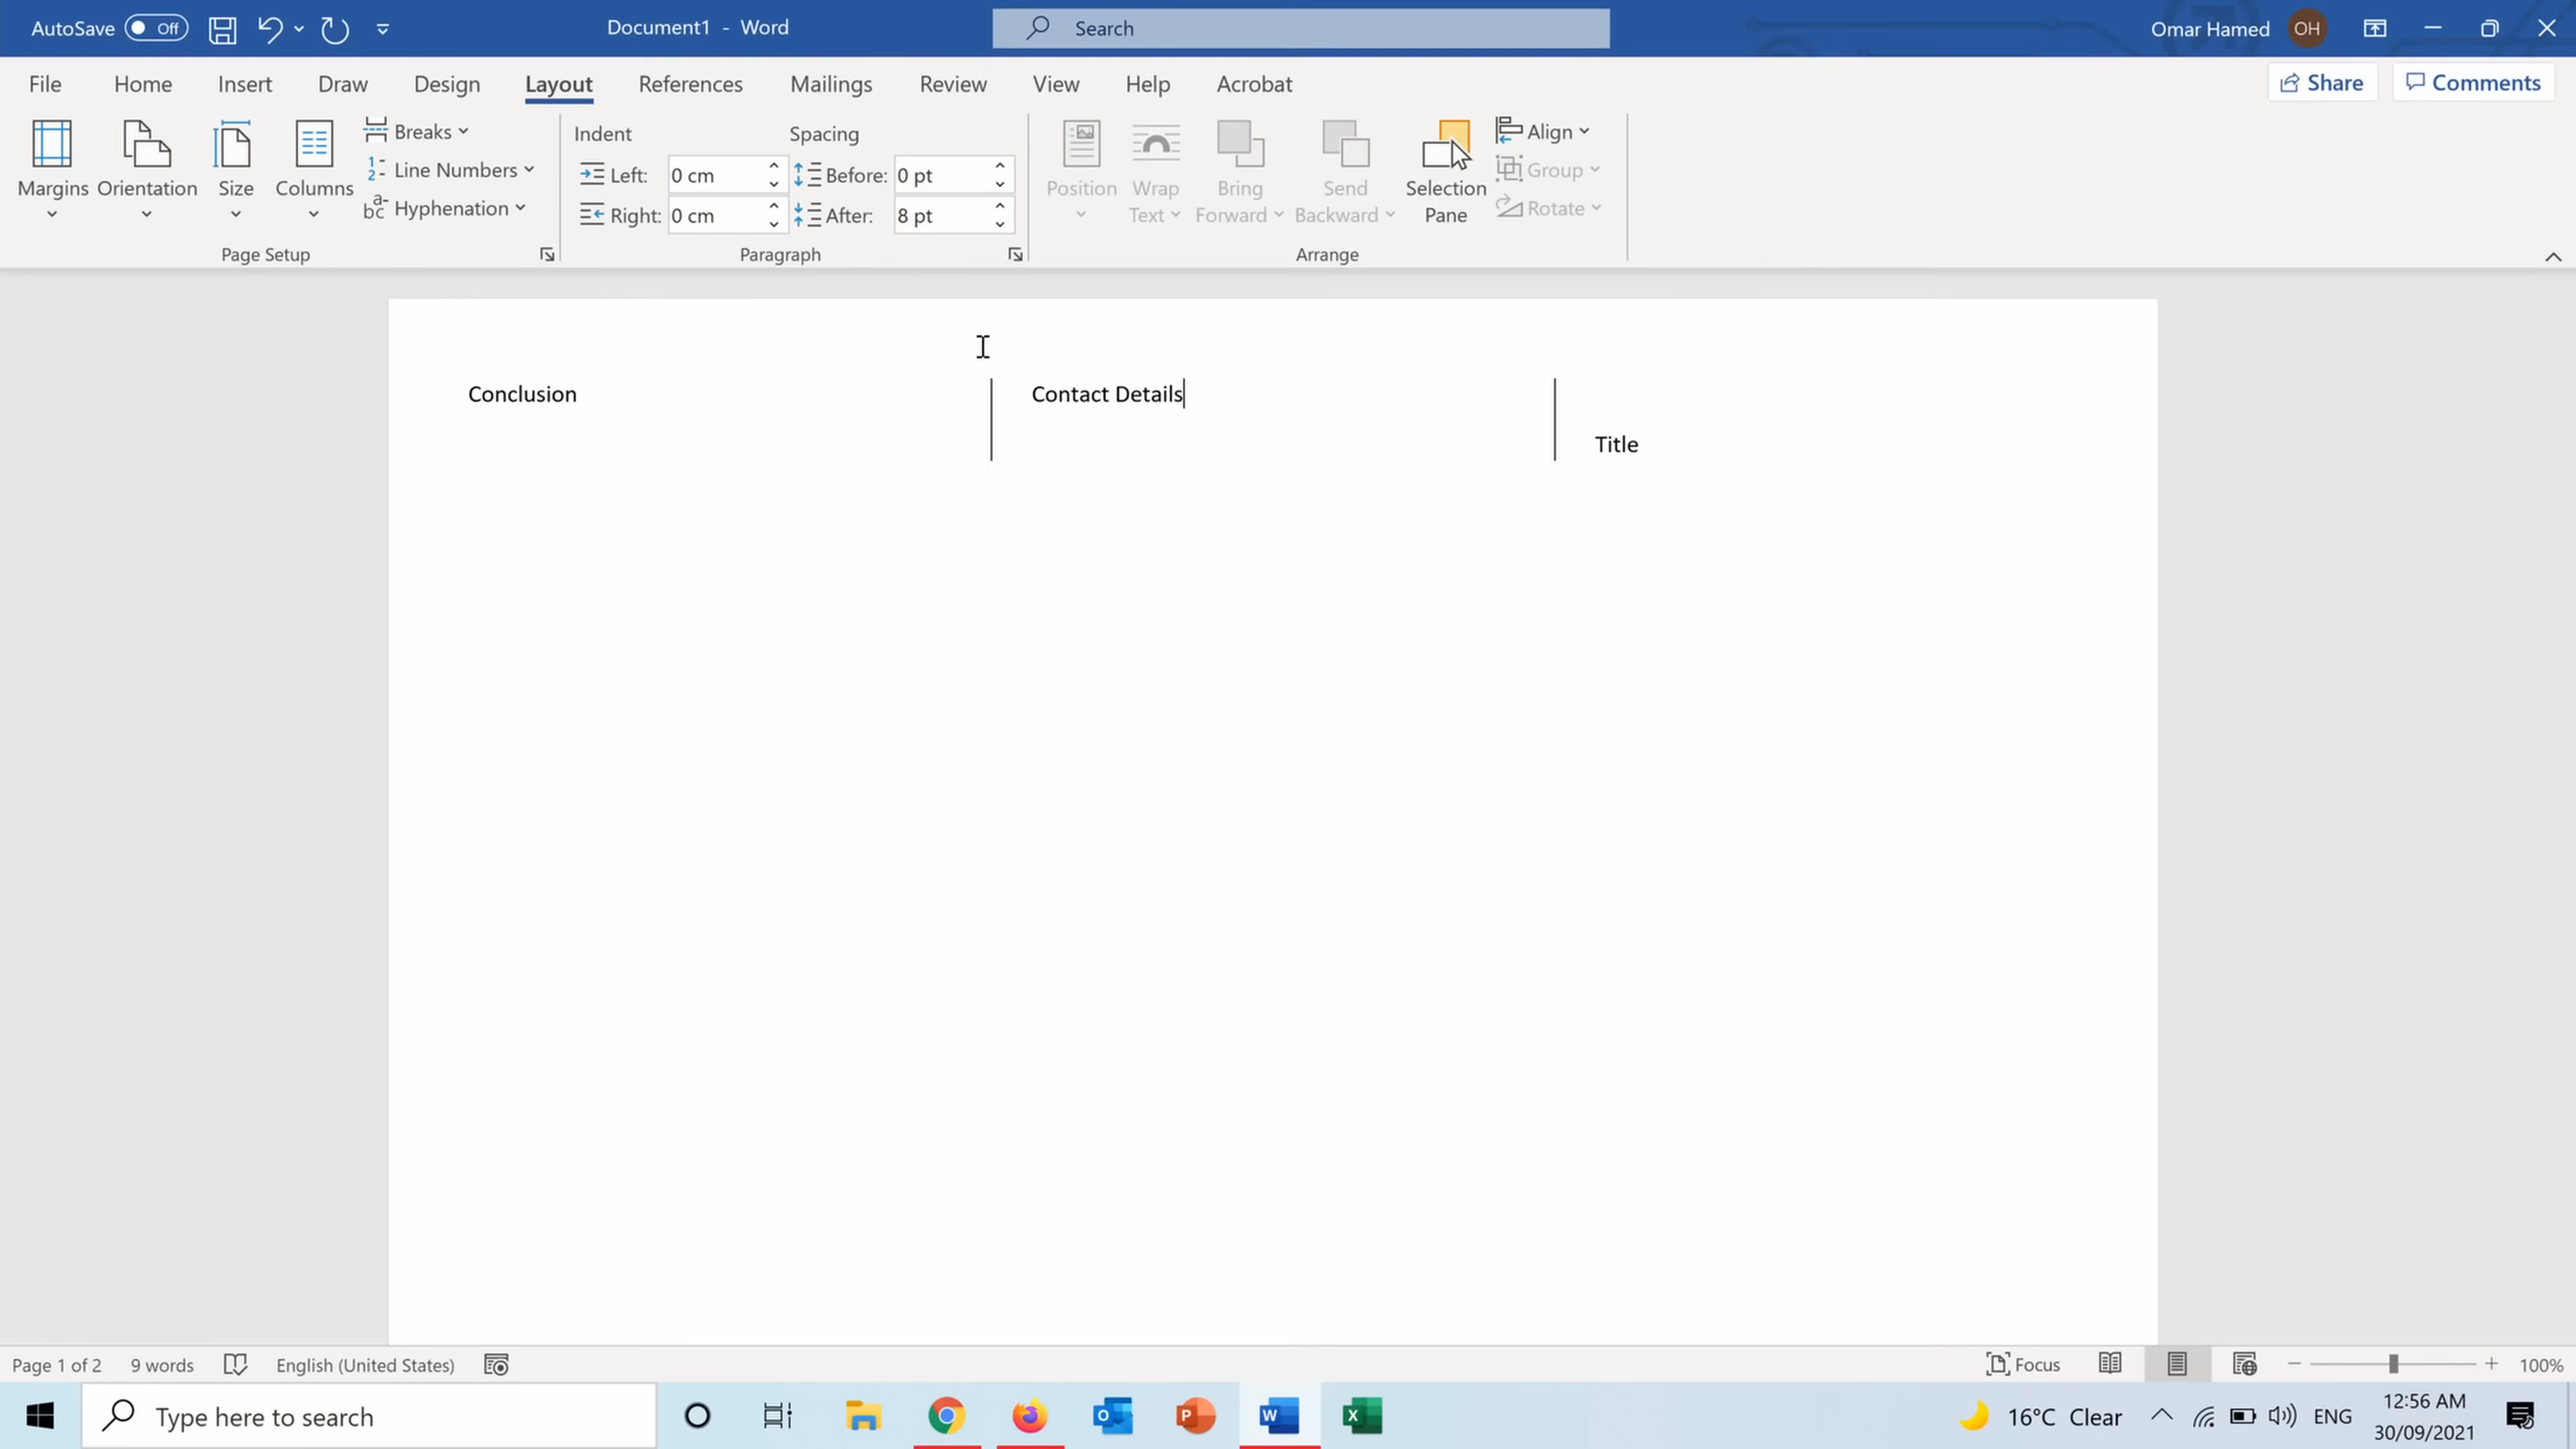 AutoSave Off Document1 - Word Search Omar Hamed OH
File Home Insert Draw Design Layout References Mailings Review View Help Acrobat Share Comments
Margins Orientation Size Columns
Breaks
Line Numbers
Hyphenation
Page Setup
Indent Spacing
Left: 0 cm Before: 0 pt
Right: 0 cm After: 8 pt
Paragraph
Position
Wrap Text
Bring Forward
Send Backward
Selection Pane
Align
Group
Rotate
Arrange
Conclusion
Contact Details
Title
Page 1 of 2 9 words English (United States) Focus 100%
Type here to search
16°C Clear ENG
12:56 AM
30/09/2021